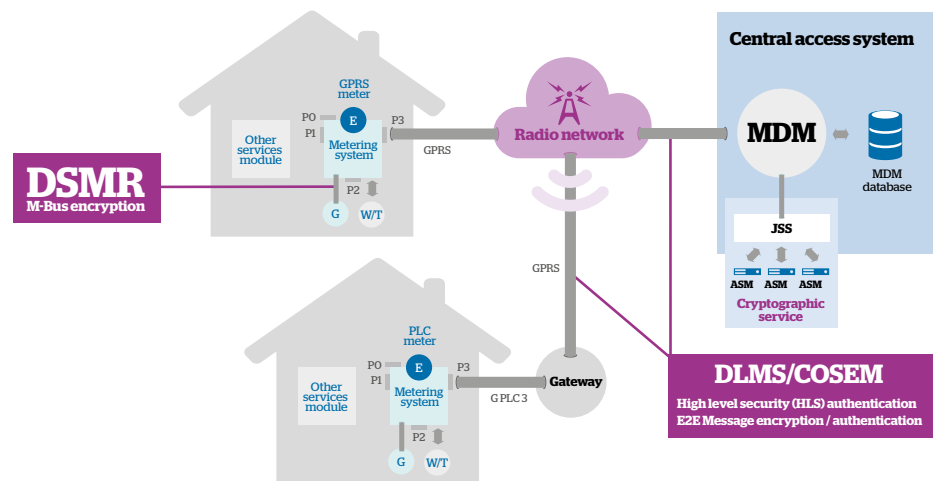 Central access system
GPRS
meter
E
P0
P1
P3
Other
services
module
Metering
system
P2
G
W/T
GPRS
Radio network
MDM
MDM
database
DSMR
M-Bus encryption
JSS
ASM
ASM
ASM
Cryptographic
service
GPRS
PLC
meter
E
P0
P1
P3
Other
services
module
Metering
system
P2
G
W/T
G PLC 3
Gateway
DLMS/COSEM
High level security (HLS) authentication
E2E Message encryption / authentication